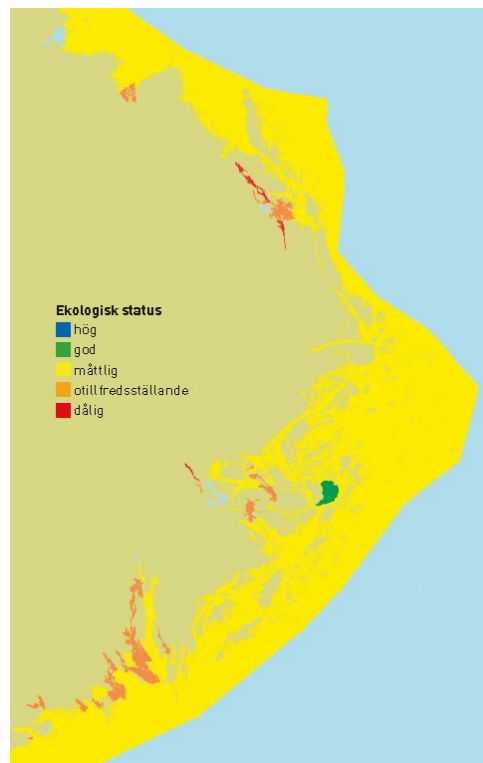 Ekologisk status
hög
god
måttlig
otillfredsställande
dålig